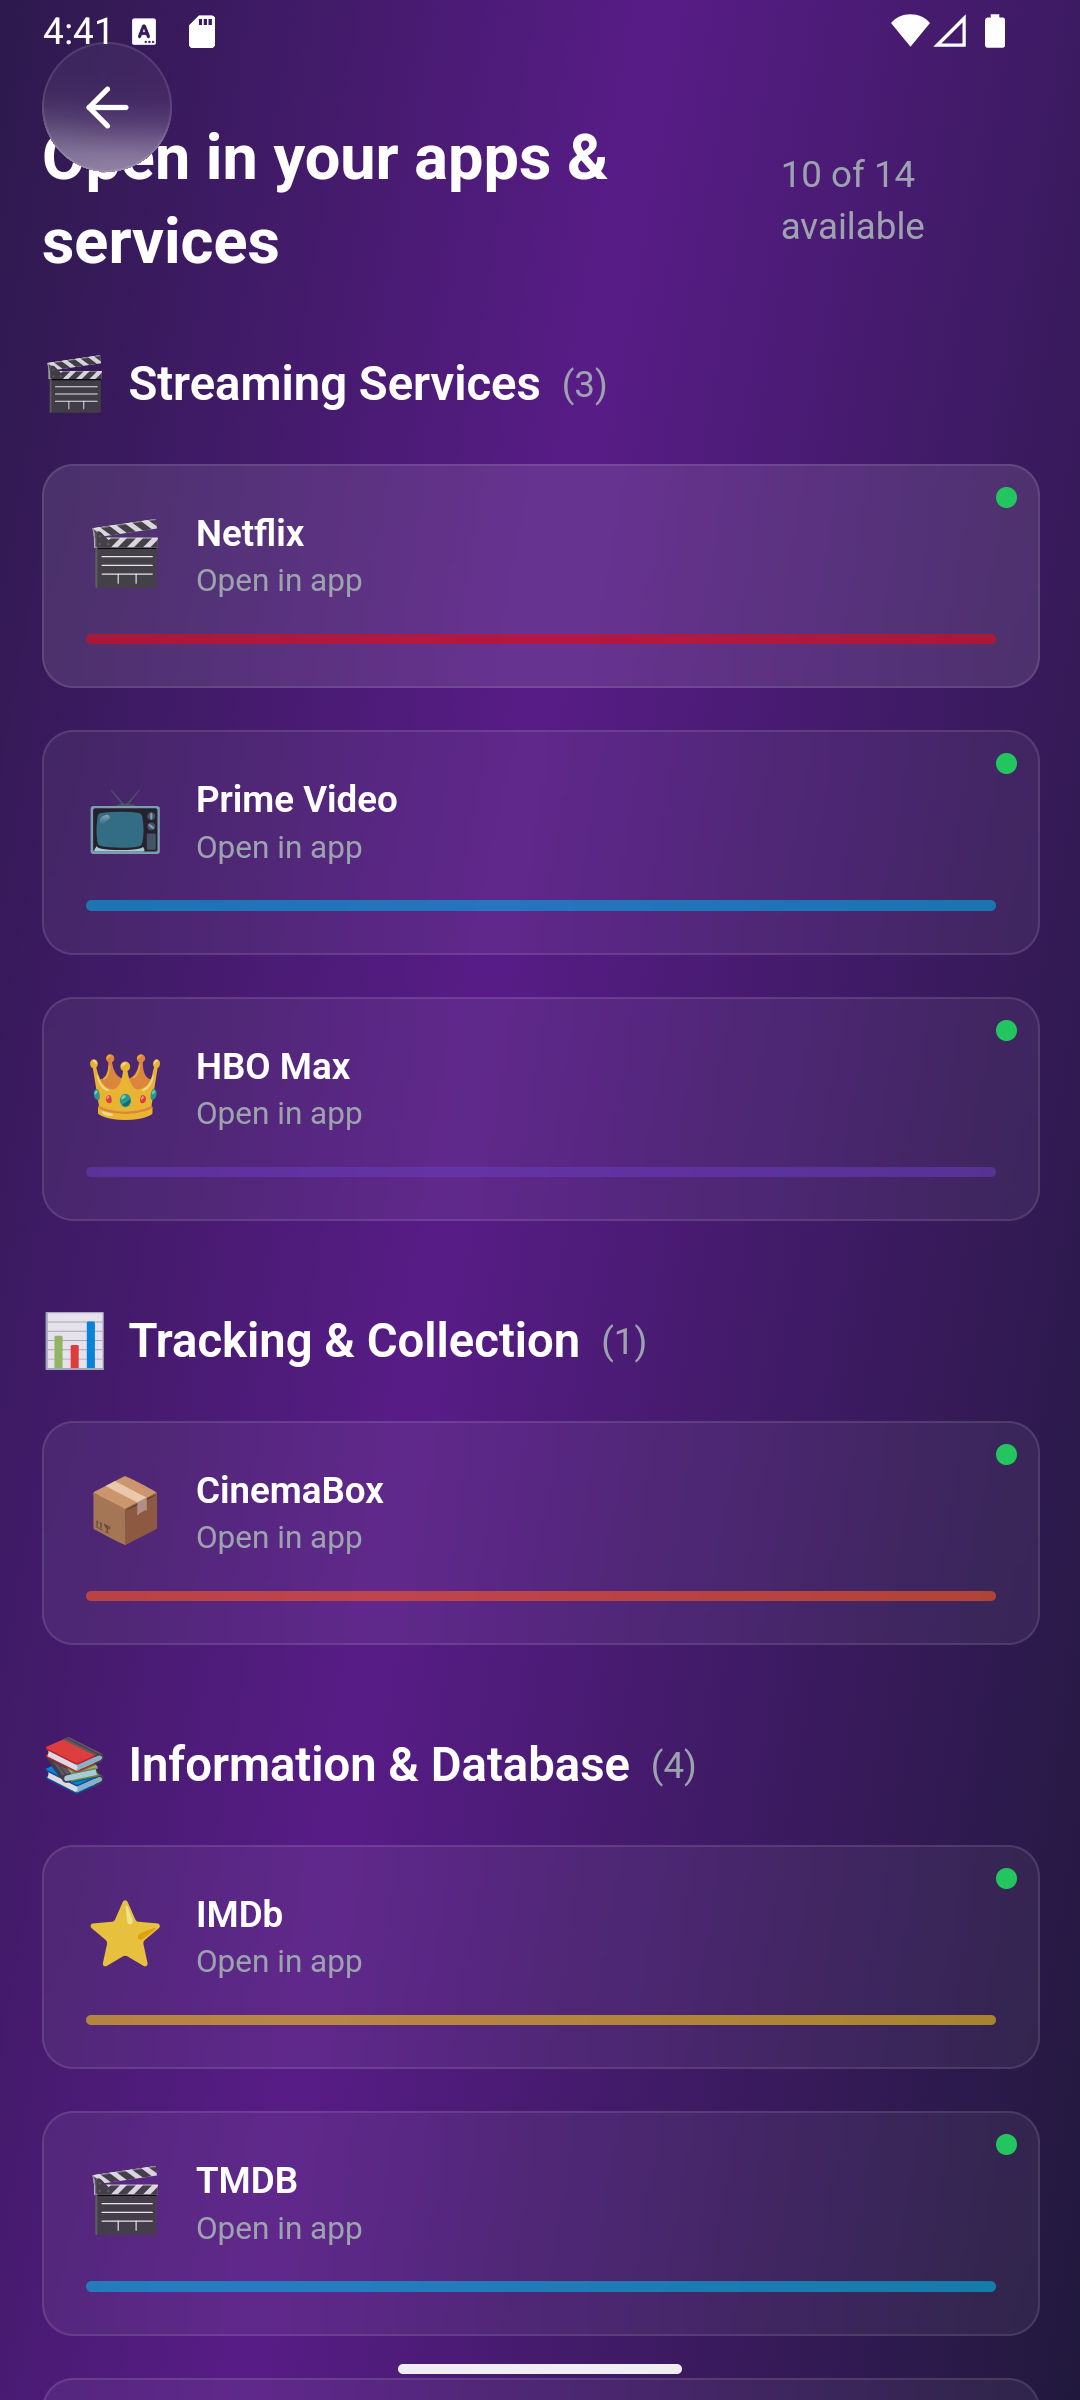 4:41
Open in your apps &
services
10 of 14
available
Streaming Services (3)
Netflix
Open in app
Prime Video
Open in app
HBO Max
Open in app
Tracking & Collection (1)
CinemaBox
Open in app
Information & Database (4)
IMDb
Open in app
TMDB
Open in app